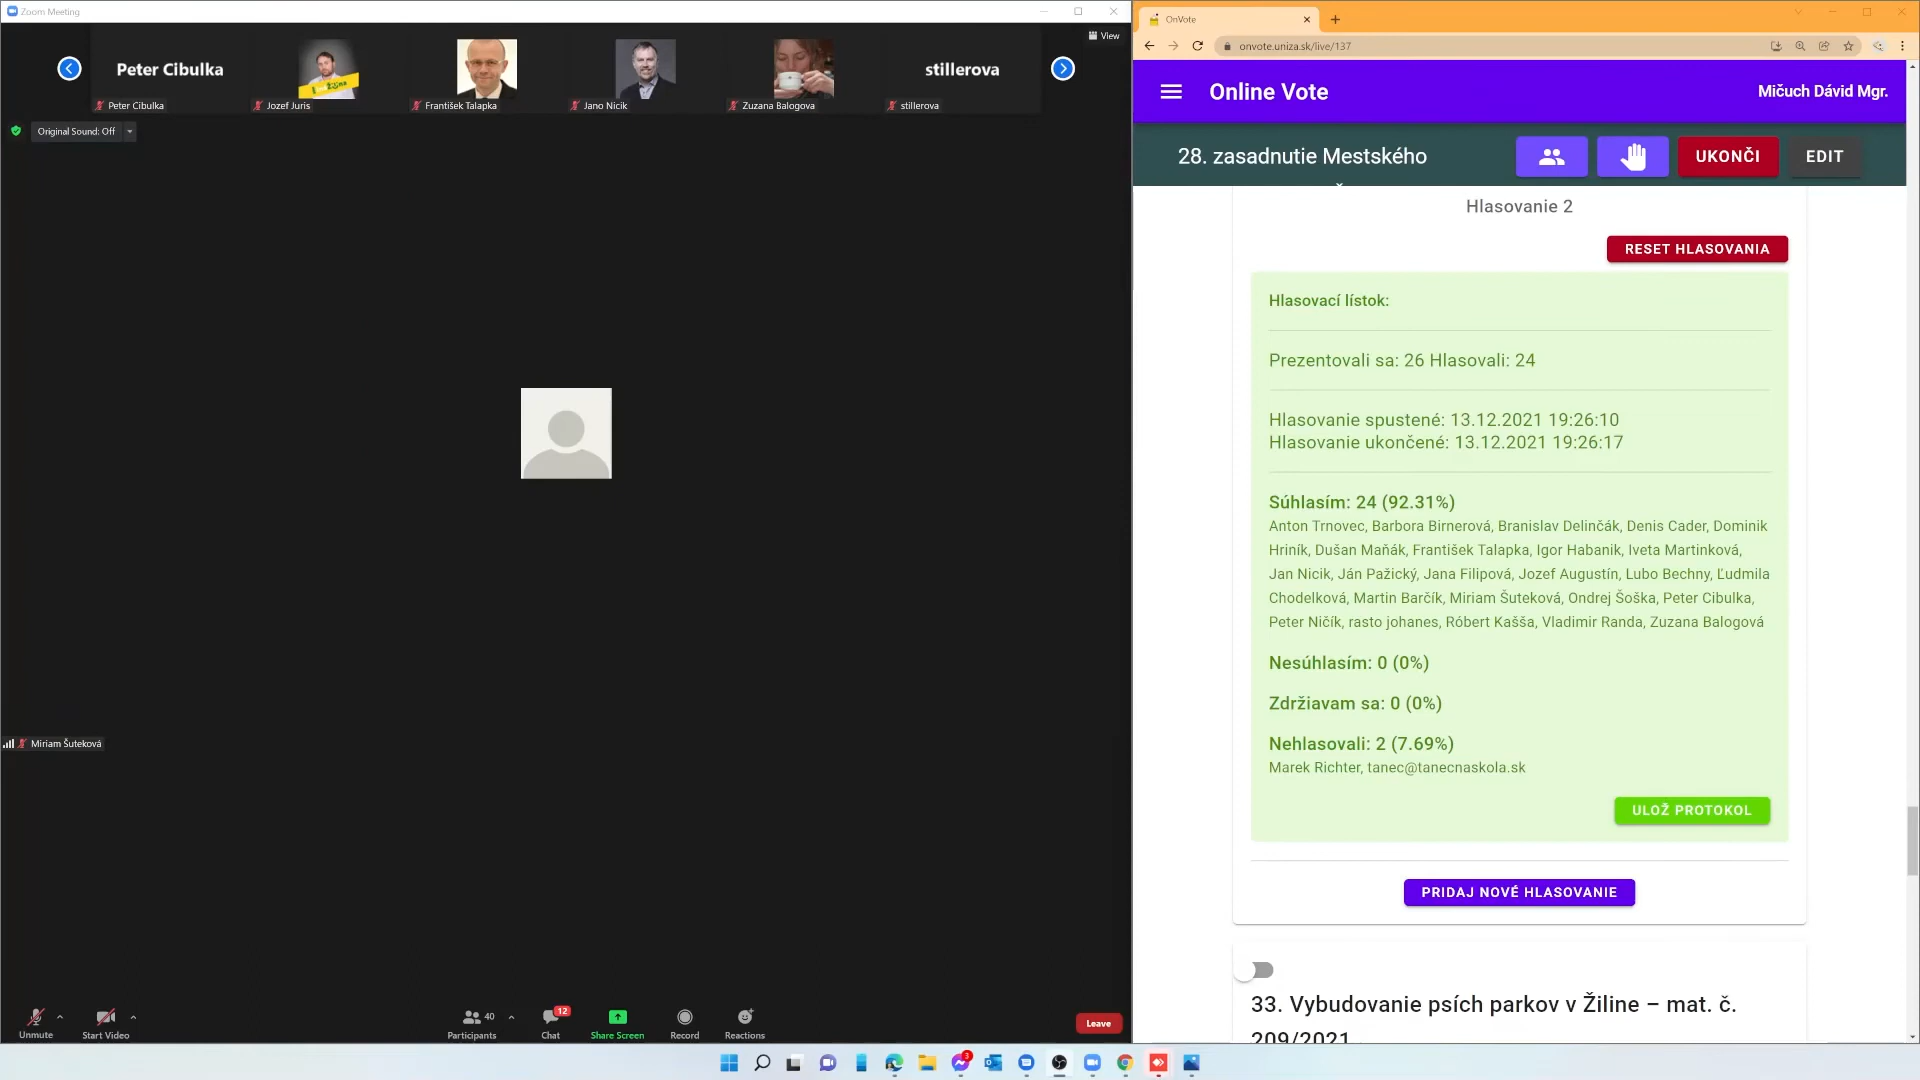 Zoom Meeting
View
Peter Cibulka
stillerova
Peter Cibulka
Jozef Juris
František Talapka
Jano Nicik
Zuzana Balogova
stillerova
Original Sound: Off
Miriam Šuteková
Unmute
Start Video
40
Participants
12
Chat
Share Screen
Record
Reactions
Leave
OnVote
onvote.uniza.sk/live/137
Online Vote
Mičuch Dávid Mgr.
28. zasadnutie Mestského
UKONČI
EDIT
Hlasovanie 2
RESET HLASOVANIA
Hlasovací lístok:
Prezentovali sa: 26 Hlasovali: 24
Hlasovanie spustené: 13.12.2021 19:26:10
Hlasovanie ukončené: 13.12.2021 19:26:17
Súhlasím: 24 (92.31%)
Anton Trnovec, Barbora Birnerová, Branislav Delinčák, Denis Cader, Dominik
Hriník, Dušan Maňák, František Talapka, Igor Habanik, Iveta Martinková,
Jan Nicik, Ján Pažický, Jana Filipová, Jozef Augustín, Lubo Bechny, Ľudmila
Chodelková, Martin Barčík, Miriam Šuteková, Ondrej Šoška, Peter Cibulka,
Peter Ničík, rasto johanes, Róbert Kašša, Vladimir Randa, Zuzana Balogová
Nesúhlasím: 0 (0%)
Zdržiavam sa: 0 (0%)
Nehlasovali: 2 (7.69%)
Marek Richter, tanec@tanecnaskola.sk
ULOŽ PROTOKOL
PRIDAJ NOVÉ HLASOVANIE
33. Vybudovanie psích parkov v Žiline – mat. č.
209/2021
3